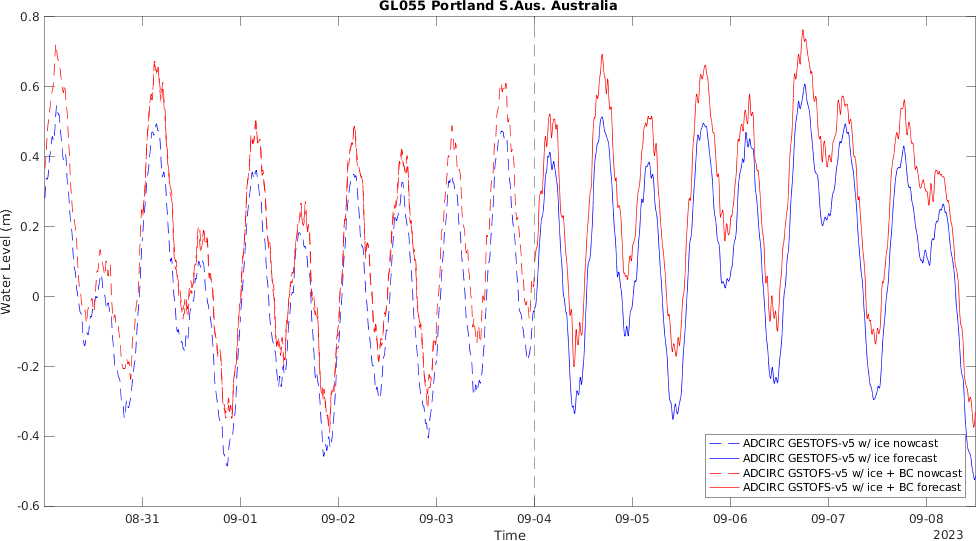 GL055 Portland S.Aus. Australia
0.8
0.6
0.4
0.2
0
-0.2
-0.4
-0.6
Water Level (m)
08-31
09-01
09-02
09-03
09-04
09-05
09-06
09-07
09-08
Time
2023
ADCIRC GESTOFS-v5 w/ ice nowcast
ADCIRC GESTOFS-v5 w/ ice forecast
ADCIRC GSTOFS-v5 w/ ice + BC nowcast
ADCIRC GSTOFS-v5 w/ ice + BC forecast